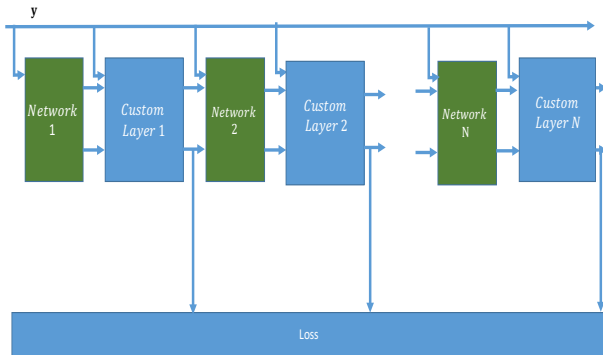 y
Network
1
Custom
Layer 1
Network
2
Custom
Layer 2
Network
N
Custom
Layer N
Loss